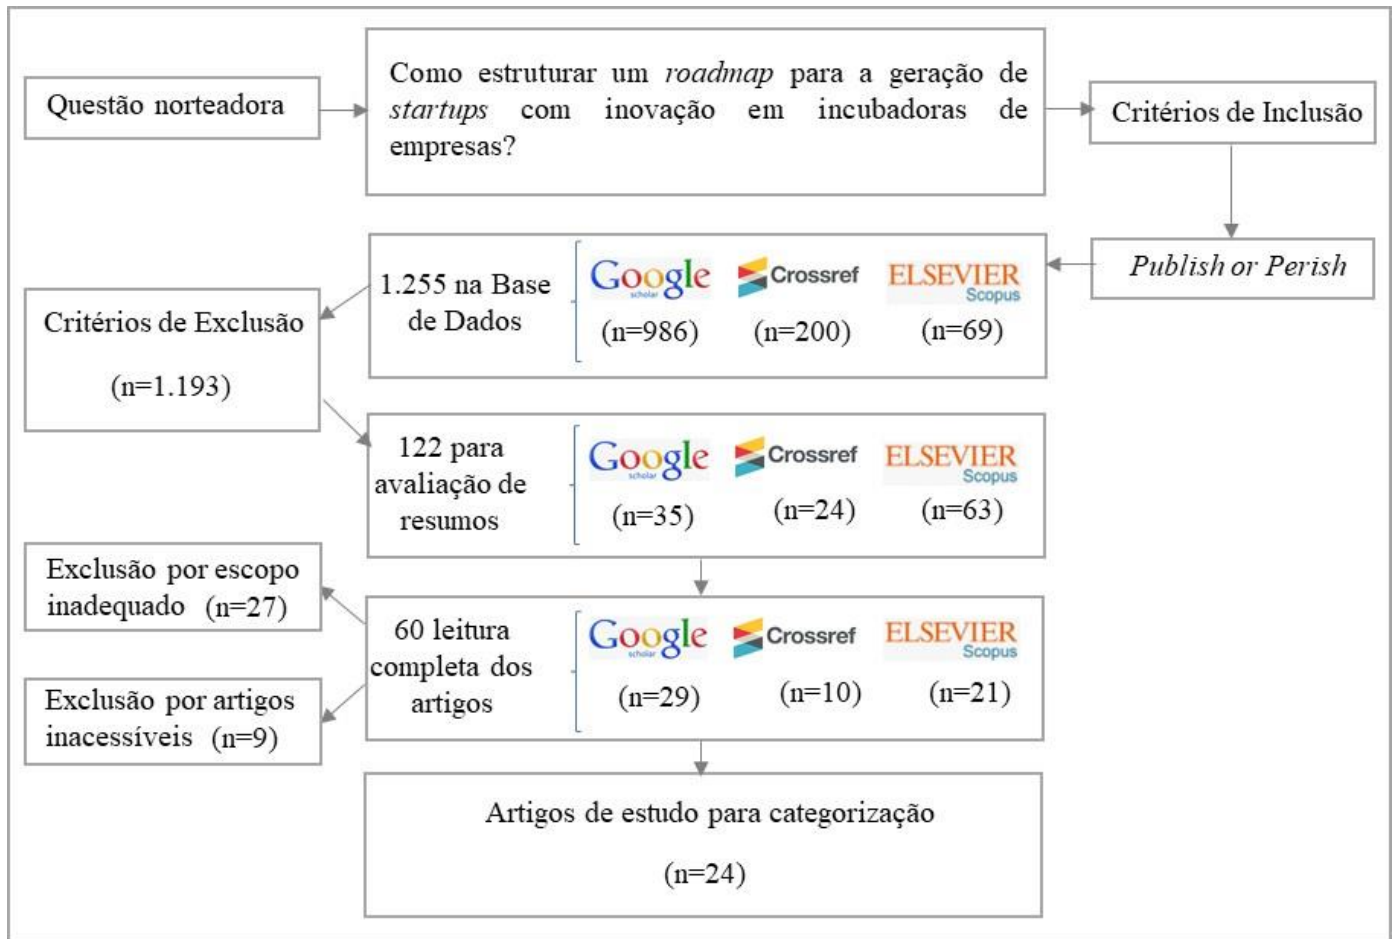 Questão norteadora
Como estruturar um roadmap para a geração de
startups com inovação em incubadoras de
empresas?
Critérios de Inclusão
Publish or Perish
1.255 na Base
de Dados
Google
scholar
(n=986)
Crossref
(n=200)
ELSEVIER
Scopus
(n=69)
Critérios de Exclusão
(n=1.193)
122 para
avaliação de
resumos
Google
scholar
(n=35)
Crossref
(n=24)
ELSEVIER
Scopus
(n=63)
60 leitura
completa dos
artigos
Google
scholar
(n=29)
Crossref
(n=10)
ELSEVIER
Scopus
(n=21)
Exclusão por escopo
inadequado (n=27)
Exclusão por artigos
inacessíveis (n=9)
Artigos de estudo para categorização
(n=24)